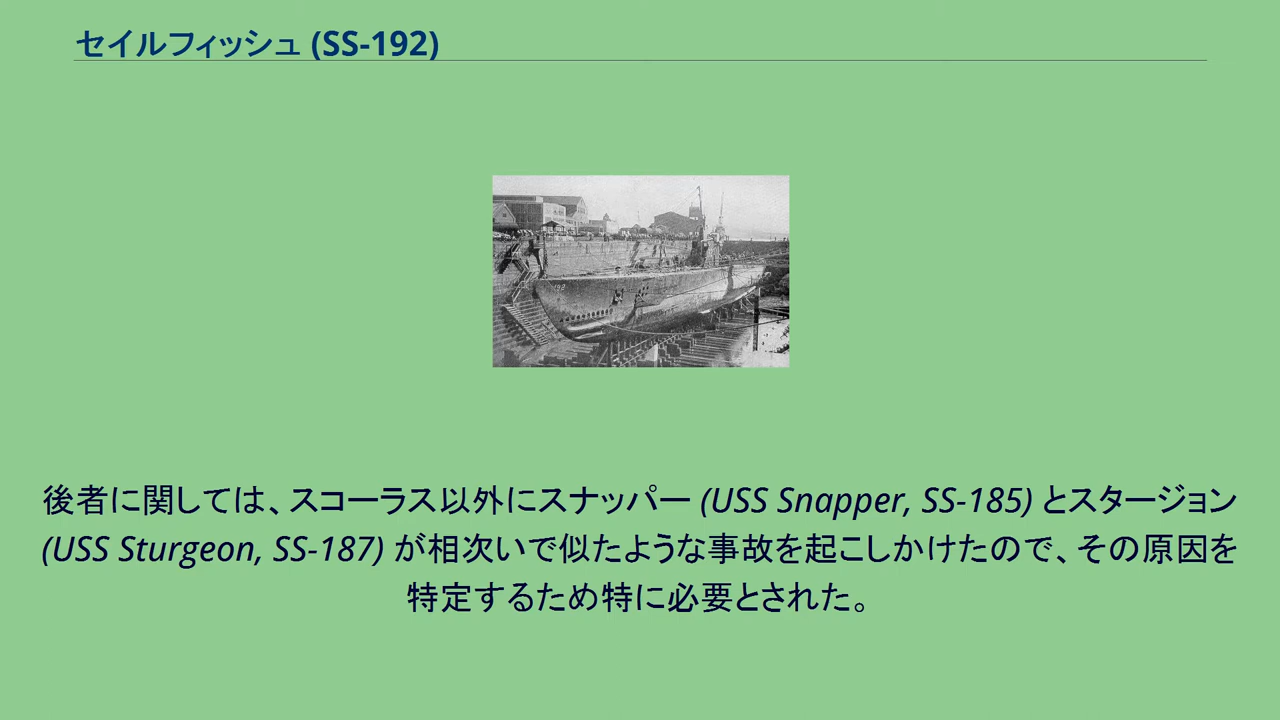 セイルフィッシュ (SS-192)
192
後者に関しては、スコーラス以外にスナッパー (USS Snapper, SS-185) とスタージョン
(USS Sturgeon, SS-187) が相次いで似たような事故を起こしかけたので、その原因を
特定するため特に必要とされた。